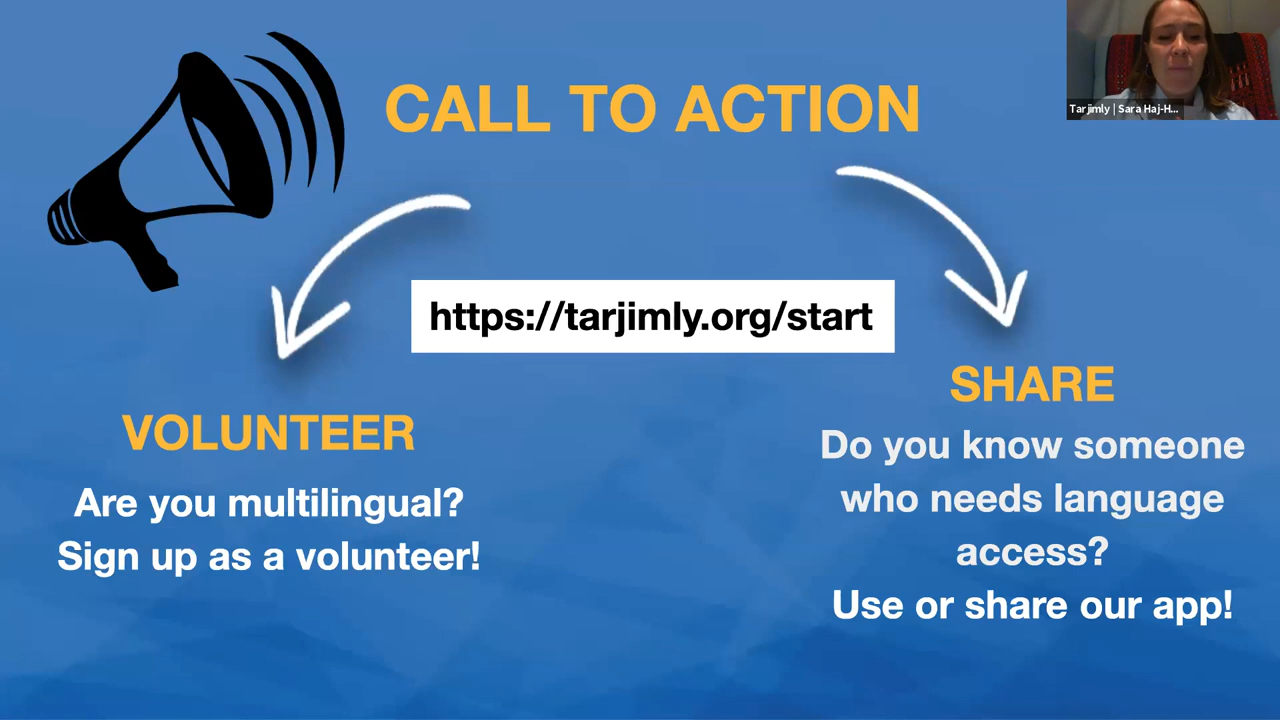 CALL TO ACTION
Tarjimly | Sara Haj-H...
https://tarjimly.org/start
VOLUNTEER
Are you multilingual?
Sign up as a volunteer!
SHARE
Do you know someone
who needs language
access?
Use or share our app!